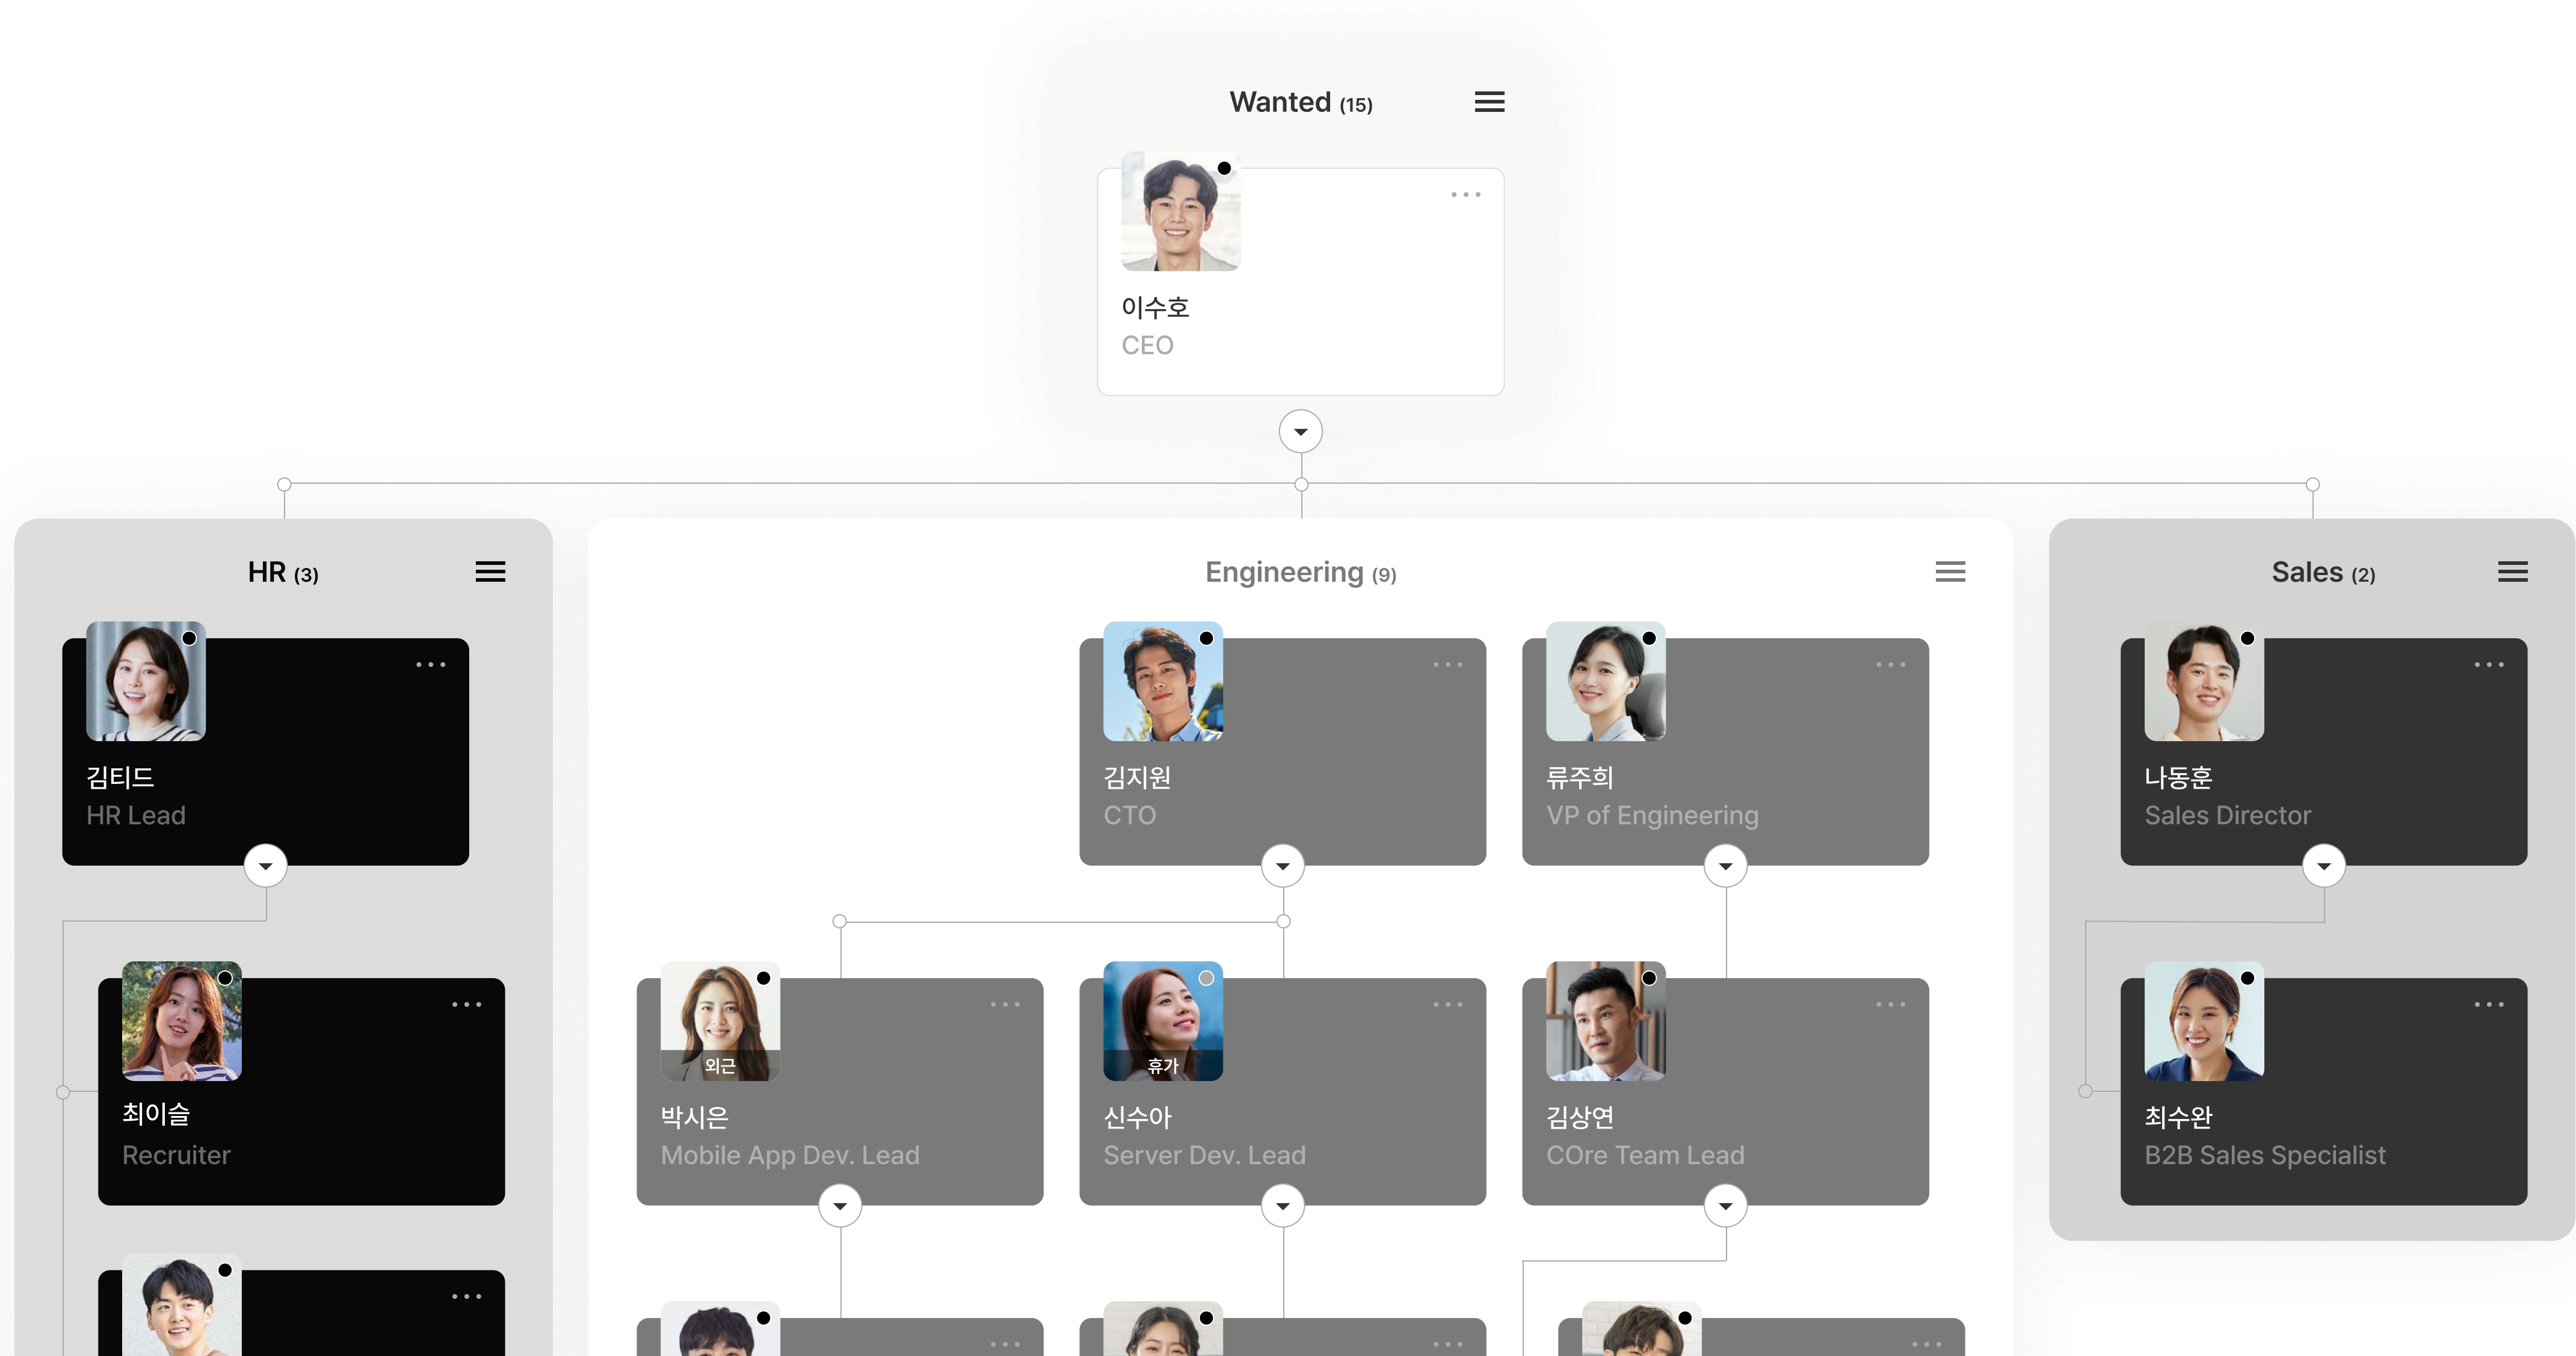 Wanted (15)
이수호
CEO
HR (3)
김티드
HR Lead
최이슬
Recruiter
Engineering (9)
김지원
CTO
류주희
VP of Engineering
외근
박시은
Mobile App Dev. Lead
휴가
신수아
Server Dev. Lead
김상연
COre Team Lead
Sales (2)
나동훈
Sales Director
최수완
B2B Sales Specialist